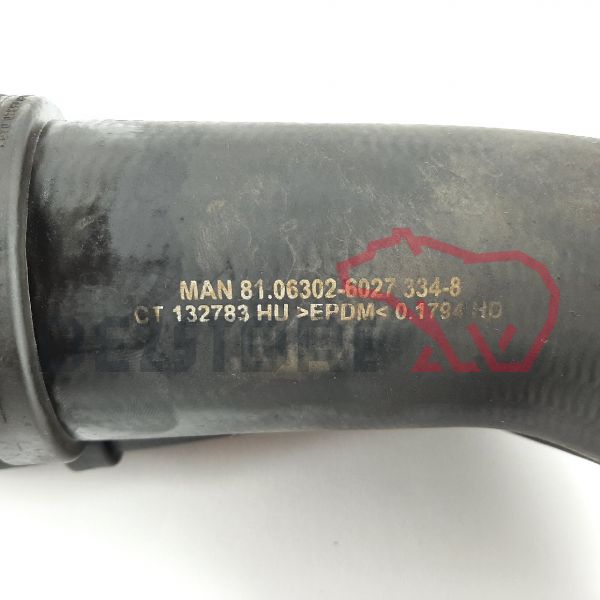 MAN 81.06302-6027 334-8
CT 132783 HU >EPDM< 0.1794 HD